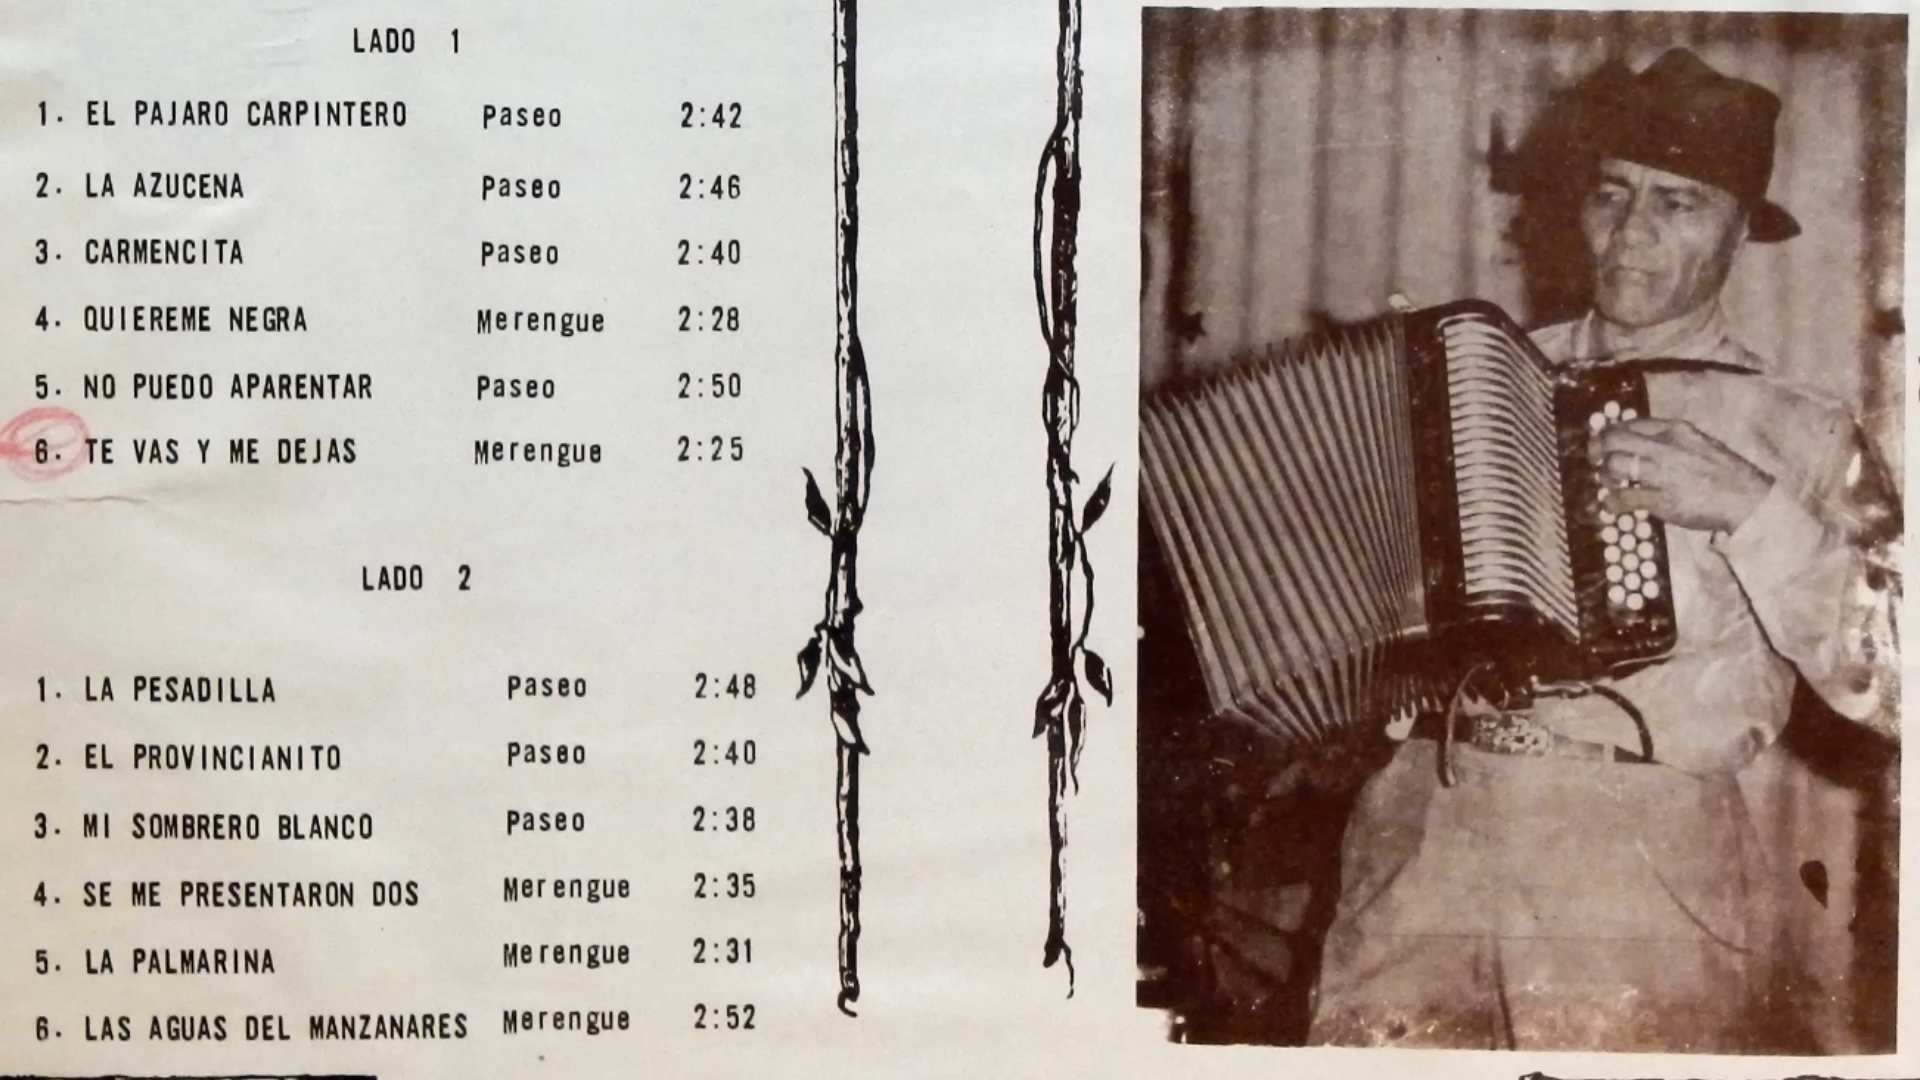 LADO 1
1. EL PAJARO CARPINTERO Paseo 2:42
2. LA AZUCENA Paseo 2:46
3. CARMENCITA Paseo 2:40
4. QUIEREME NEGRA Merengue 2:28
5. NO PUEDO APARENTAR Paseo 2:50
6. TE VAS Y ME DEJAS Merengue 2:25
LADO 2
1. LA PESADILLA Paseo 2:48
2. EL PROVINCIANITO Paseo 2:40
3. MI SOMBRERO BLANCO Paseo 2:38
4. SE ME PRESENTARON DOS Merengue 2:35
5. LA PALMARINA Merengue 2:31
6. LAS AGUAS DEL MANZANARES Merengue 2:52